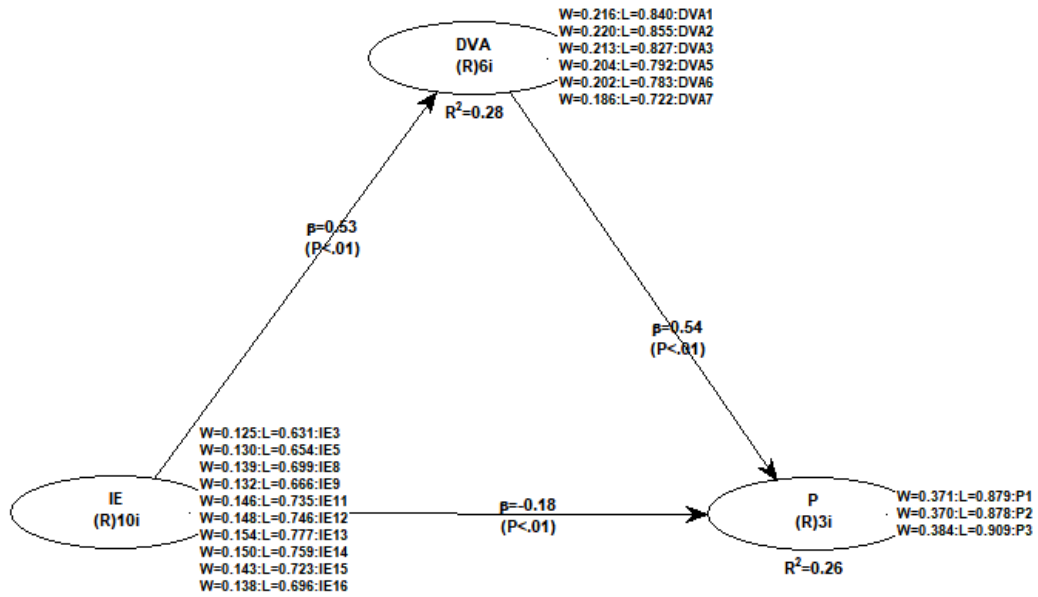 W=0.216:L=0.840:DVA1
W=0.220:L=0.855:DVA2
W=0.213:L=0.827:DVA3
W=0.204:L=0.792:DVA5
W=0.202:L=0.783:DVA6
W=0.186:L=0.722:DVA7
DVA
(R)6i
R²=0.28
β=0.53
(P<.01)
β=0.54
(P<.01)
W=0.125:L=0.631:IE3
W=0.130:L=0.654:IE5
W=0.139:L=0.699:IE8
W=0.132:L=0.666:IE9
W=0.146:L=0.735:IE11
W=0.148:L=0.746:IE12
W=0.154:L=0.777:IE13
W=0.150:L=0.759:IE14
W=0.143:L=0.723:IE15
W=0.138:L=0.696:IE16
IE
(R)10i
β=-0.18
(P<.01)
P
(R)3i
W=0.371:L=0.879:P1
W=0.370:L=0.878:P2
W=0.384:L=0.909:P3
R²=0.26